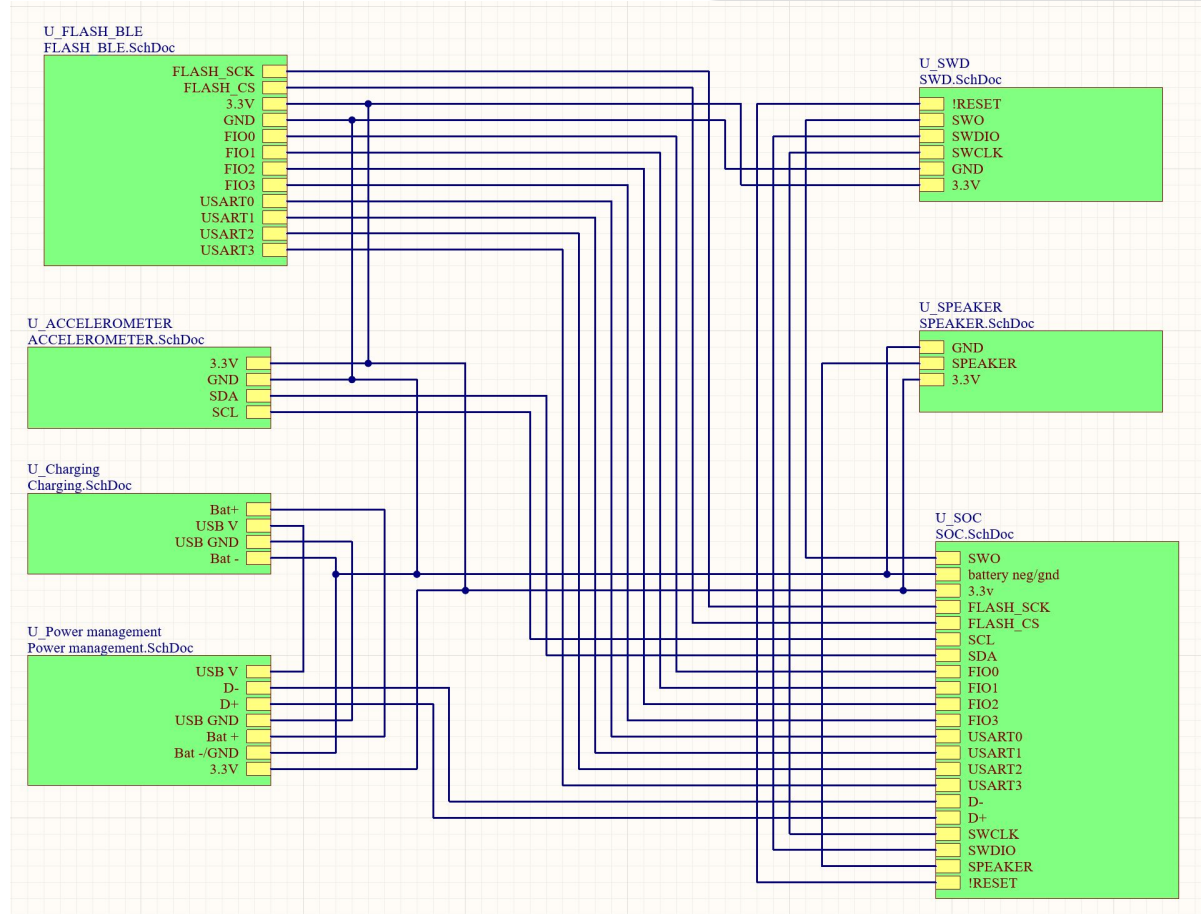 U_FLASH_BLE
FLASH_BLE.SchDoc
FLASH_SCK
FLASH_CS
3.3V
GND
FIO0
FIO1
FIO2
FIO3
USART0
USART1
USART2
USART3
U_ACCELEROMETER
ACCELEROMETER.SchDoc
3.3V
GND
SDA
SCL
U_Charging
Charging.SchDoc
Bat+
USB V
USB GND
Bat -
U_Power management
Power management.SchDoc
USB V
D-
D+
USB GND
Bat +
Bat -/GND
3.3V
U_SWD
SWD.SchDoc
!RESET
SWO
SWDIO
SWCLK
GND
3.3V
U_SPEAKER
SPEAKER.SchDoc
GND
SPEAKER
3.3V
U_SOC
SOC.SchDoc
SWO
battery neg/gnd
3.3v
FLASH_SCK
FLASH_CS
SCL
SDA
FIO0
FIO1
FIO2
FIO3
USART0
USART1
USART2
USART3
D-
D+
SWCLK
SWDIO
SPEAKER
!RESET